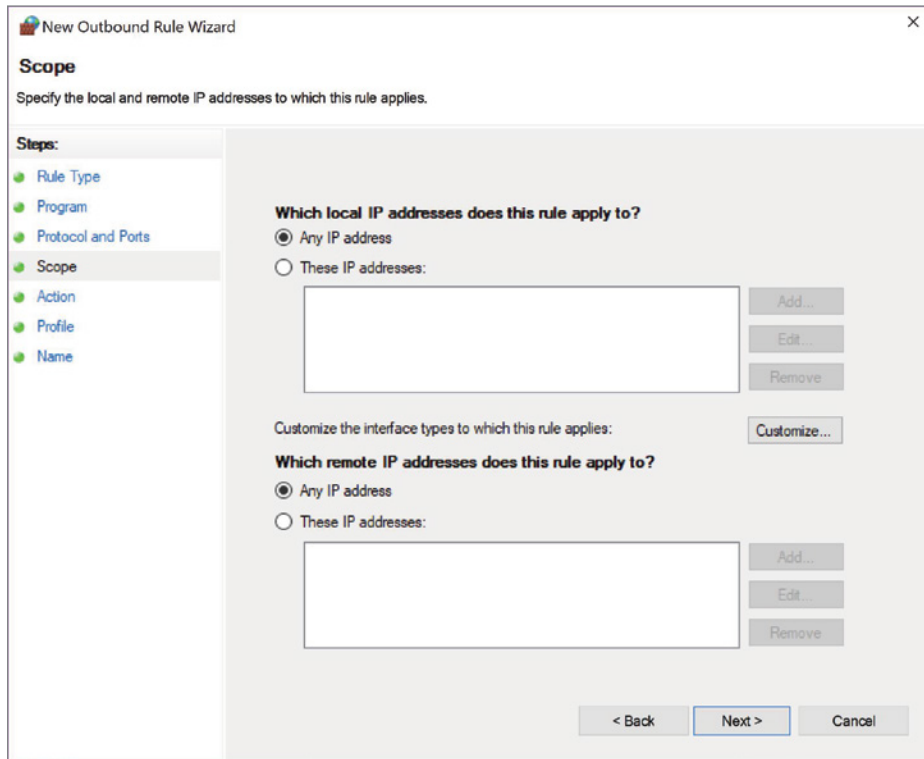 New Outbound Rule Wizard
Scope
Specify the local and remote IP addresses to which this rule applies.
Steps:
Rule Type
Program
Protocol and Ports
Scope
Action
Profile
Name
Which local IP addresses does this rule apply to?
Any IP address
These IP addresses:
Add...
Edit...
Remove
Customize the interface types to which this rule applies:
Customize...
Which remote IP addresses does this rule apply to?
Any IP address
These IP addresses:
Add...
Edit...
Remove
< Back
Next >
Cancel